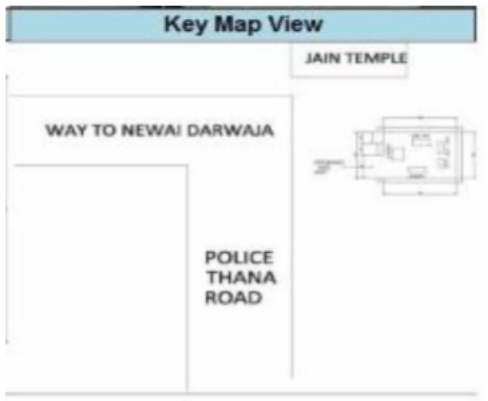 Key Map View
JAIN TEMPLE
WAY TO NEWAI DARWAJA
POLICE
THANA
ROAD